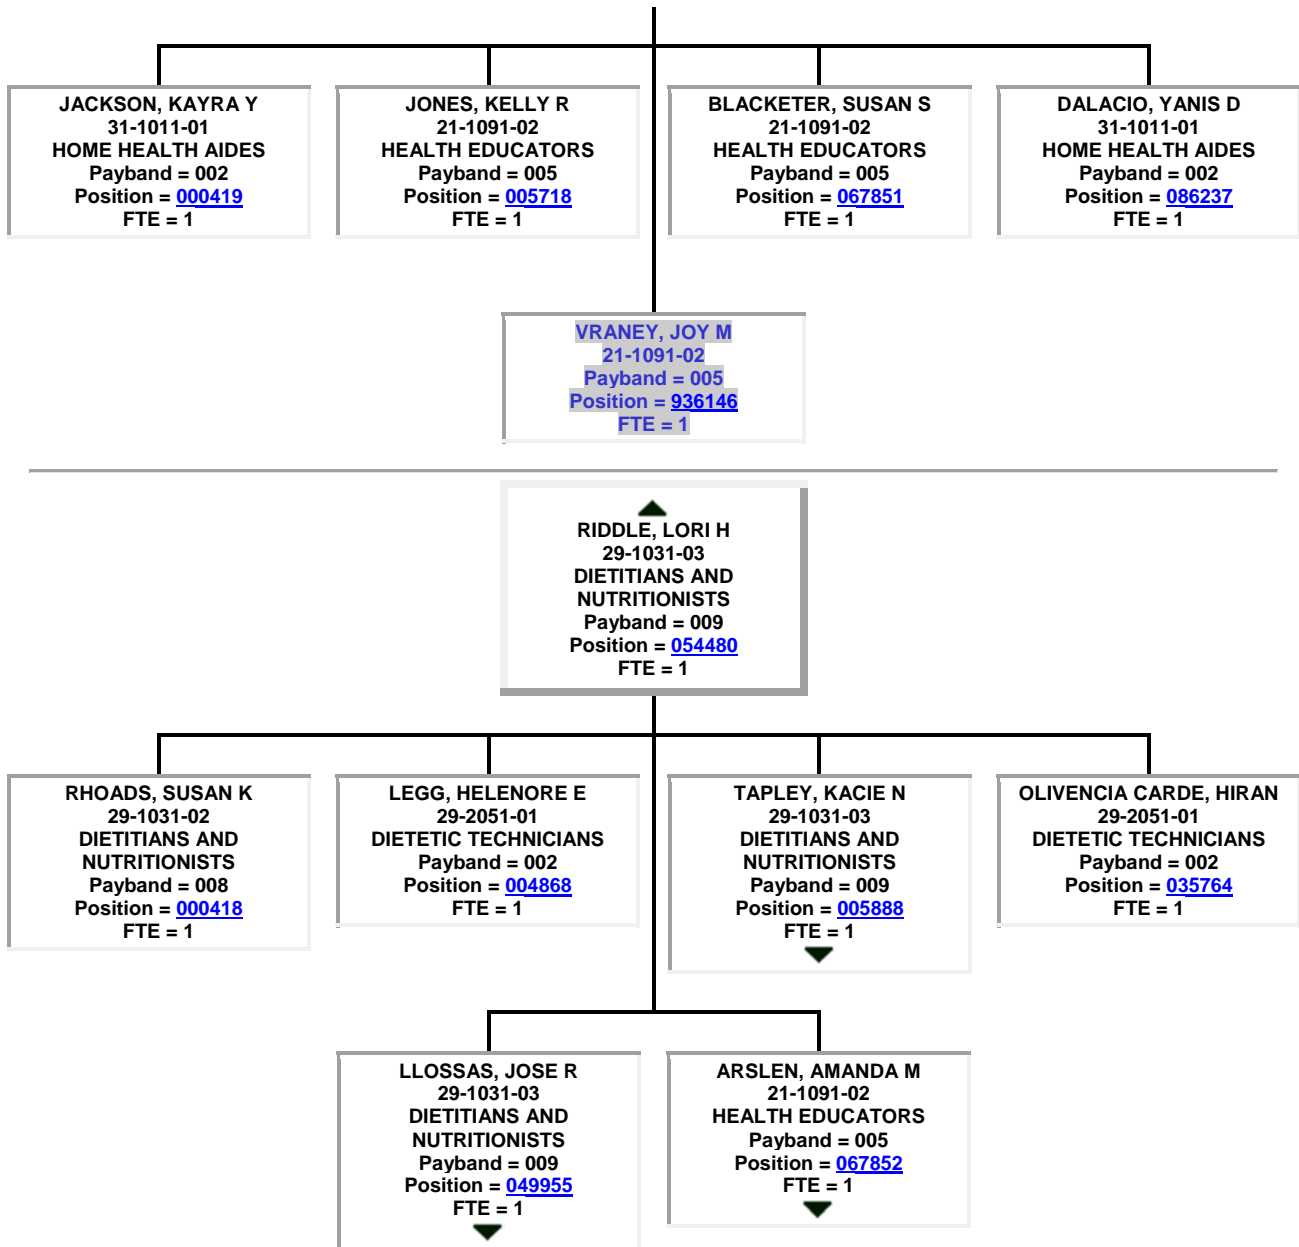 JACKSON, KAYRA Y
31-1011-01
HOME HEALTH AIDES
Payband = 002
Position = 000419
FTE = 1
JONES, KELLY R
21-1091-02
HEALTH EDUCATORS
Payband = 005
Position = 005718
FTE = 1
BLACKETER, SUSAN S
21-1091-02
HEALTH EDUCATORS
Payband = 005
Position = 067851
FTE = 1
DALACIO, YANIS D
31-1011-01
HOME HEALTH AIDES
Payband = 002
Position = 086237
FTE = 1
VRANEY, JOY M
21-1091-02
Payband = 005
Position = 936146
FTE = 1
RIDDLE, LORI H
29-1031-03
DIETITIANS AND
NUTRITIONISTS
Payband = 009
Position = 054480
FTE = 1
RHOADS, SUSAN K
29-1031-02
DIETITIANS AND
NUTRITIONISTS
Payband = 008
Position = 000418
FTE = 1
LEGG, HELENORE E
29-2051-01
DIETETIC TECHNICIANS
Payband = 002
Position = 004868
FTE = 1
TAPLEY, KACIE N
29-1031-03
DIETITIANS AND
NUTRITIONISTS
Payband = 009
Position = 005888
FTE = 1
OLIVENCIA CARDE, HIRAN
29-2051-01
DIETETIC TECHNICIANS
Payband = 002
Position = 035764
FTE = 1
LLOSSAS, JOSE R
29-1031-03
DIETITIANS AND
NUTRITIONISTS
Payband = 009
Position = 049955
FTE = 1
ARSLEN, AMANDA M
21-1091-02
HEALTH EDUCATORS
Payband = 005
Position = 067852
FTE = 1